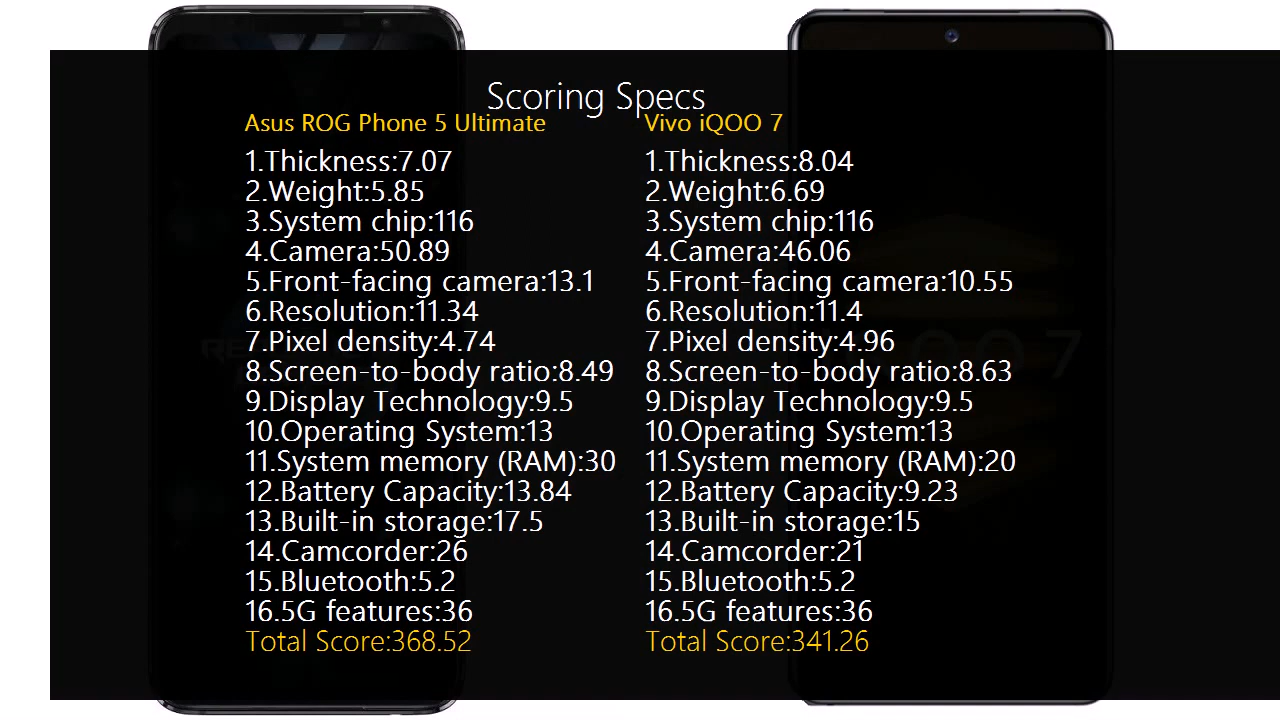 Scoring Specs
Asus ROG Phone 5 Ultimate
1.Thickness:7.07
2.Weight:5.85
3.System chip:116
4.Camera:50.89
5.Front-facing camera:13.1
6.Resolution:11.34
7.Pixel density:4.74
8.Screen-to-body ratio:8.49
9.Display Technology:9.5
10.Operating System:13
11.System memory (RAM):30
12.Battery Capacity:13.84
13.Built-in storage:17.5
14.Camcorder:26
15.Bluetooth:5.2
16.5G features:36
Total Score:368.52
Vivo iQOO 7
1.Thickness:8.04
2.Weight:6.69
3.System chip:116
4.Camera:46.06
5.Front-facing camera:10.55
6.Resolution:11.4
7.Pixel density:4.96
8.Screen-to-body ratio:8.63
9.Display Technology:9.5
10.Operating System:13
11.System memory (RAM):20
12.Battery Capacity:9.23
13.Built-in storage:15
14.Camcorder:21
15.Bluetooth:5.2
16.5G features:36
Total Score:341.26